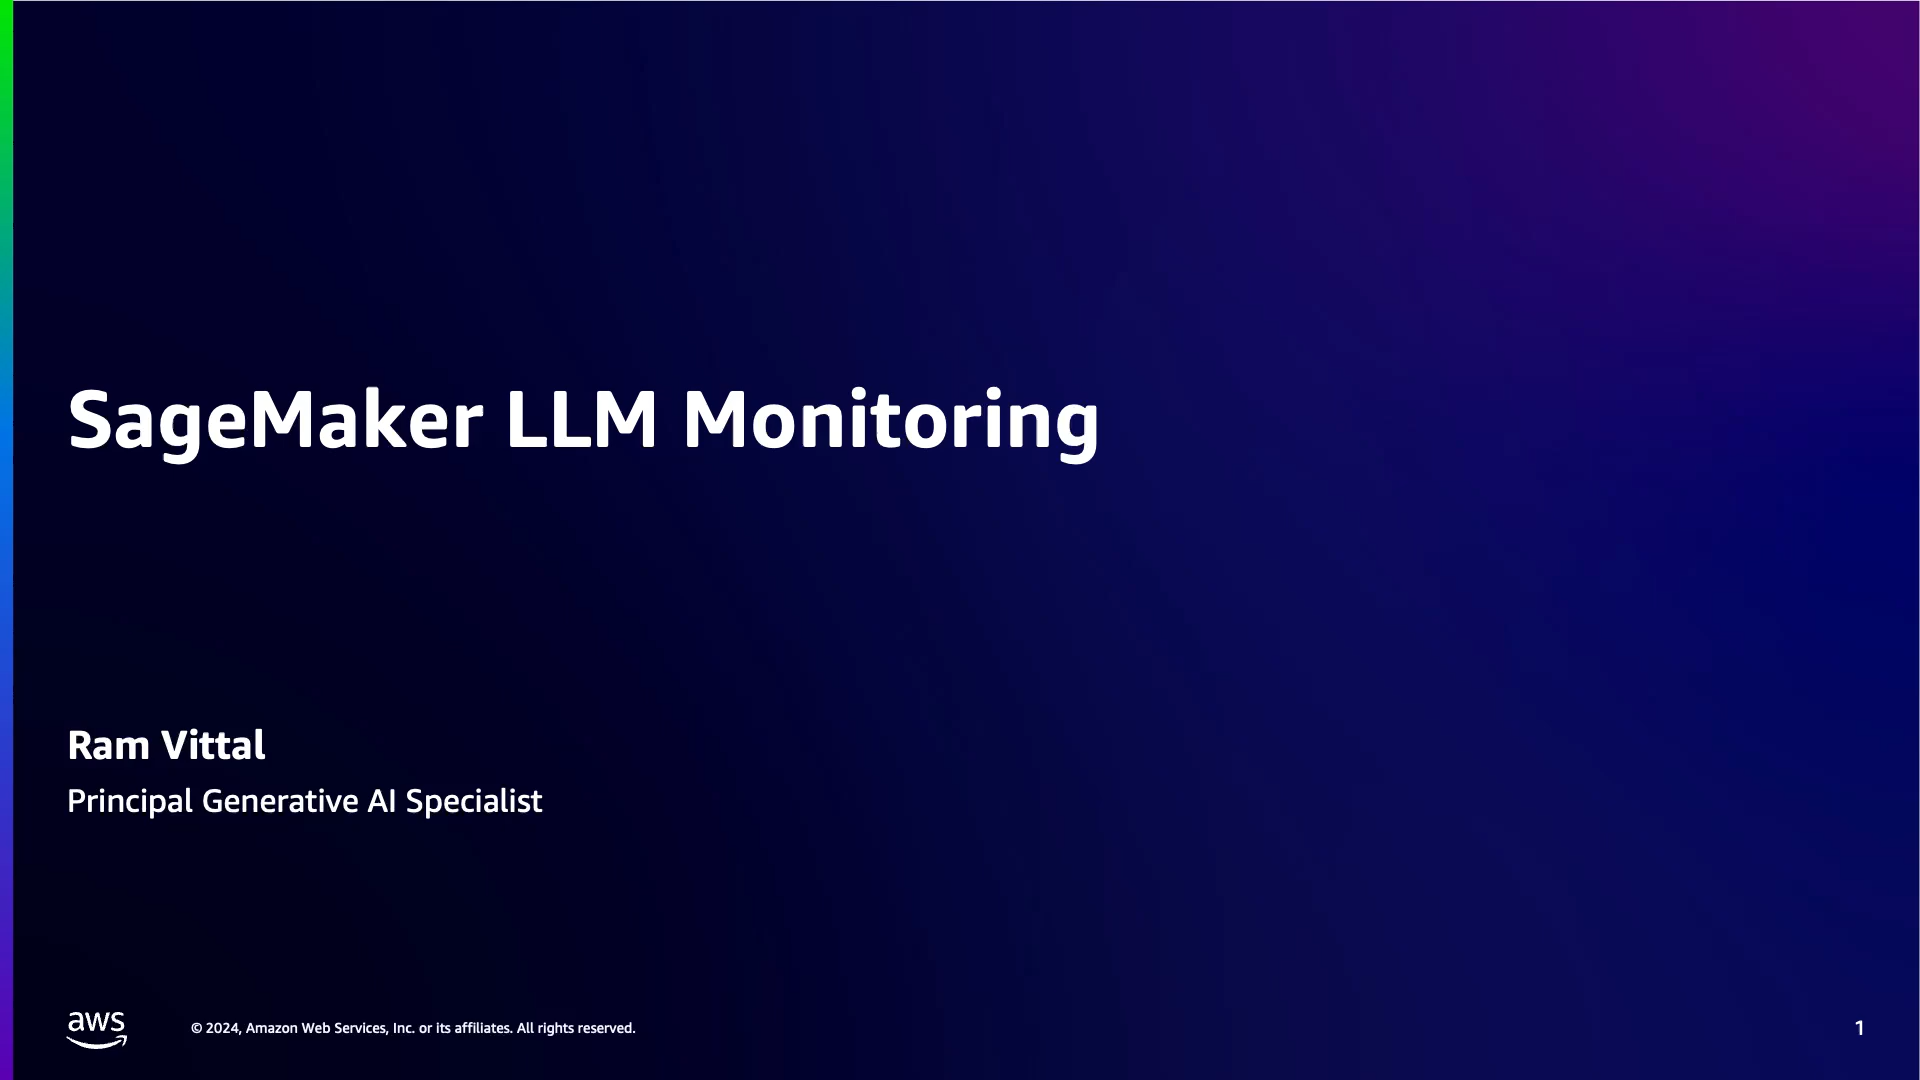 SageMaker LLM Monitoring
Ram Vittal
Principal Generative AI Specialist
aws
© 2024, Amazon Web Services, Inc. or its affiliates. All rights reserved.
1